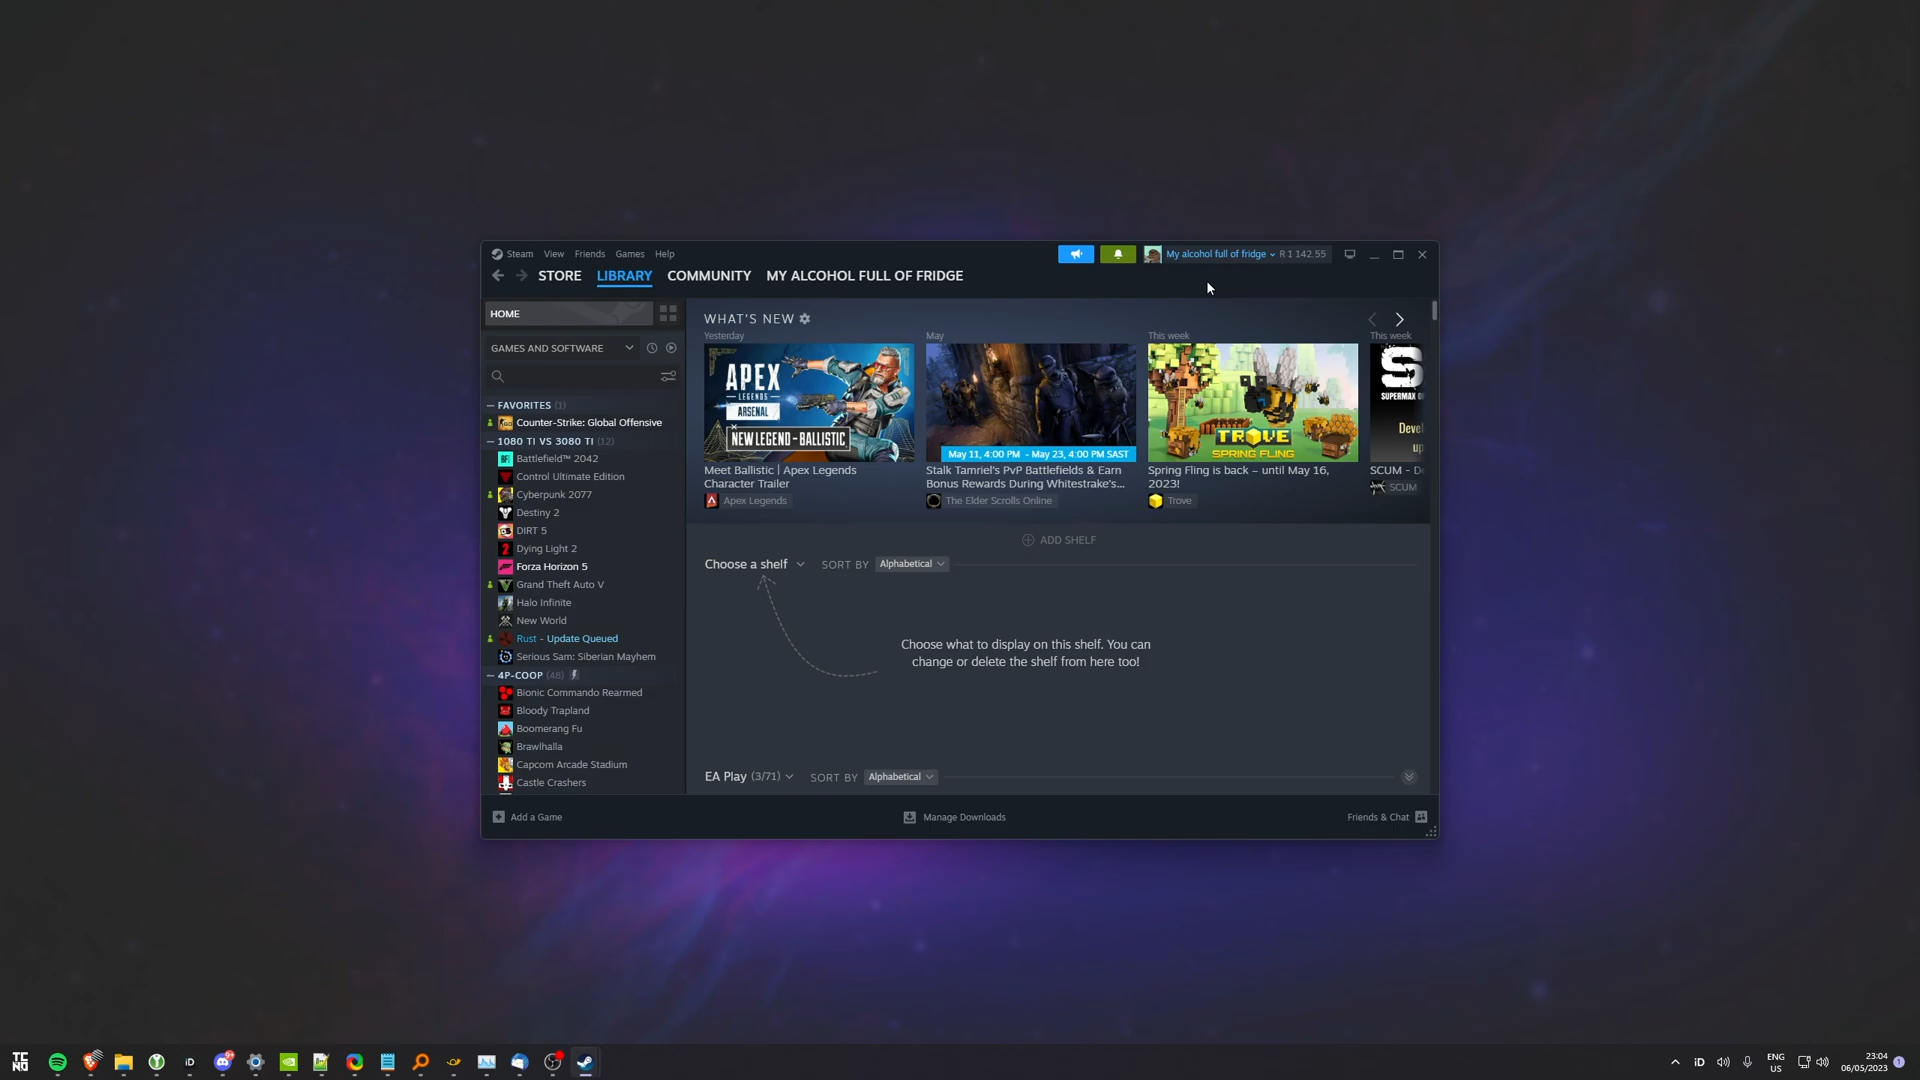 Steam View Friends Games Help
My alcohol full of fridge R 1 142.55
STORE LIBRARY COMMUNITY MY ALCOHOL FULL OF FRIDGE
HOME
GAMES AND SOFTWARE
— FAVORITES (1)
Counter-Strike: Global Offensive
— 1080 TI VS 3080 TI (12)
Battlefield™ 2042
Control Ultimate Edition
Cyberpunk 2077
Destiny 2
DIRT 5
Dying Light 2
Forza Horizon 5
Grand Theft Auto V
Halo Infinite
New World
Rust - Update Queued
Serious Sam: Siberian Mayhem
— 4P-COOP (48)
Bionic Commando Rearmed
Bloody Trapland
Boomerang Fu
Brawlhalla
Capcom Arcade Stadium
Castle Crashers
WHAT'S NEW
Yesterday
APEX
LEGENDS
ARSENAL
NEW LEGEND - BALLISTIC
Meet Ballistic | Apex Legends
Character Trailer
Apex Legends
May
May 11, 4:00 PM - May 23, 4:00 PM SAST
Stalk Tamriel's PvP Battlefields & Earn
Bonus Rewards During Whitestrake's...
The Elder Scrolls Online
This week
TROVE
SPRING FLING
Spring Fling is back – until May 16,
2023!
Trove
This week
SUPERMAX
Devel
up
SCUM - D
SCUM
ADD SHELF
Choose a shelf SORT BY Alphabetical
Choose what to display on this shelf. You can
change or delete the shelf from here too!
EA Play (3/71) SORT BY Alphabetical
Add a Game
Manage Downloads
Friends & Chat
TC
NO
iD
iD
ENG
US
23:04
06/05/2023
1